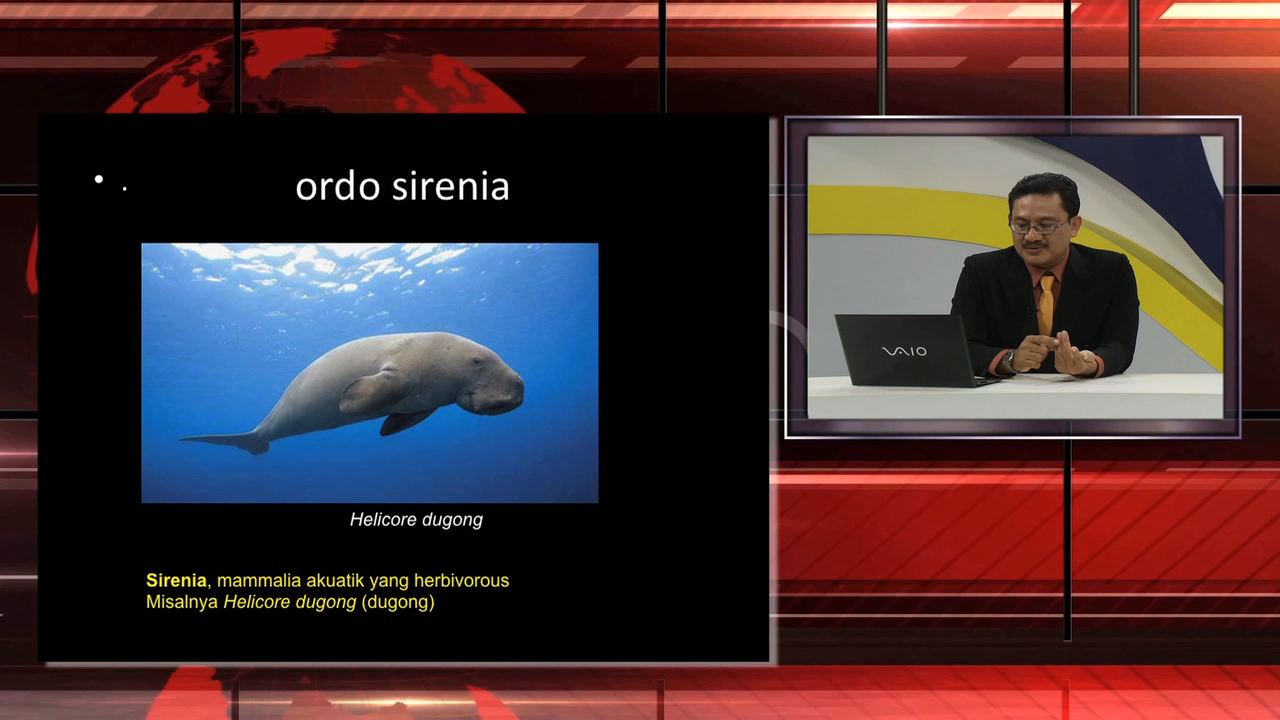 ordo sirenia
Helicore dugong
Sirenia, mammalia akuatik yang herbivorous
Misalnya Helicore dugong (dugong)
VAIO